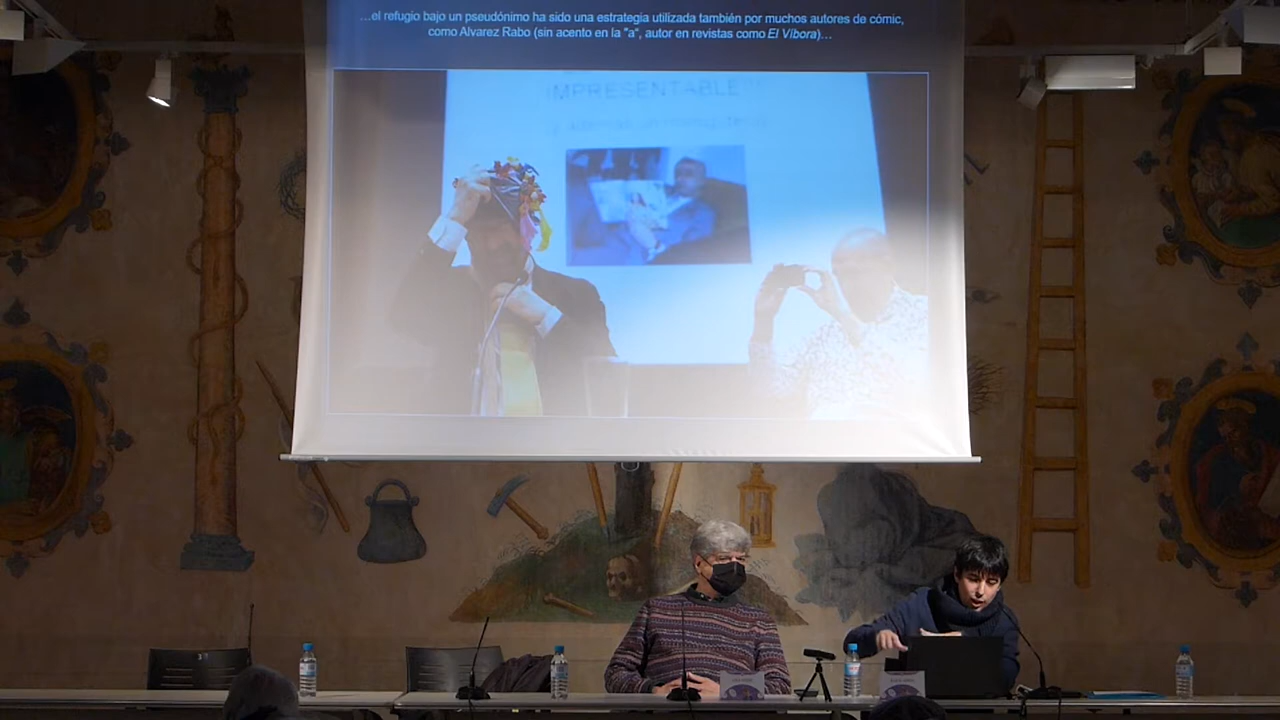 ...el refugio bajo un pseudónimo ha sido una estrategia utilizada también por muchos autores de cómic,
como Alvarez Rabo (sin acento en la "a", autor en revistas como El Víbora)...
IMPRESENTABLE